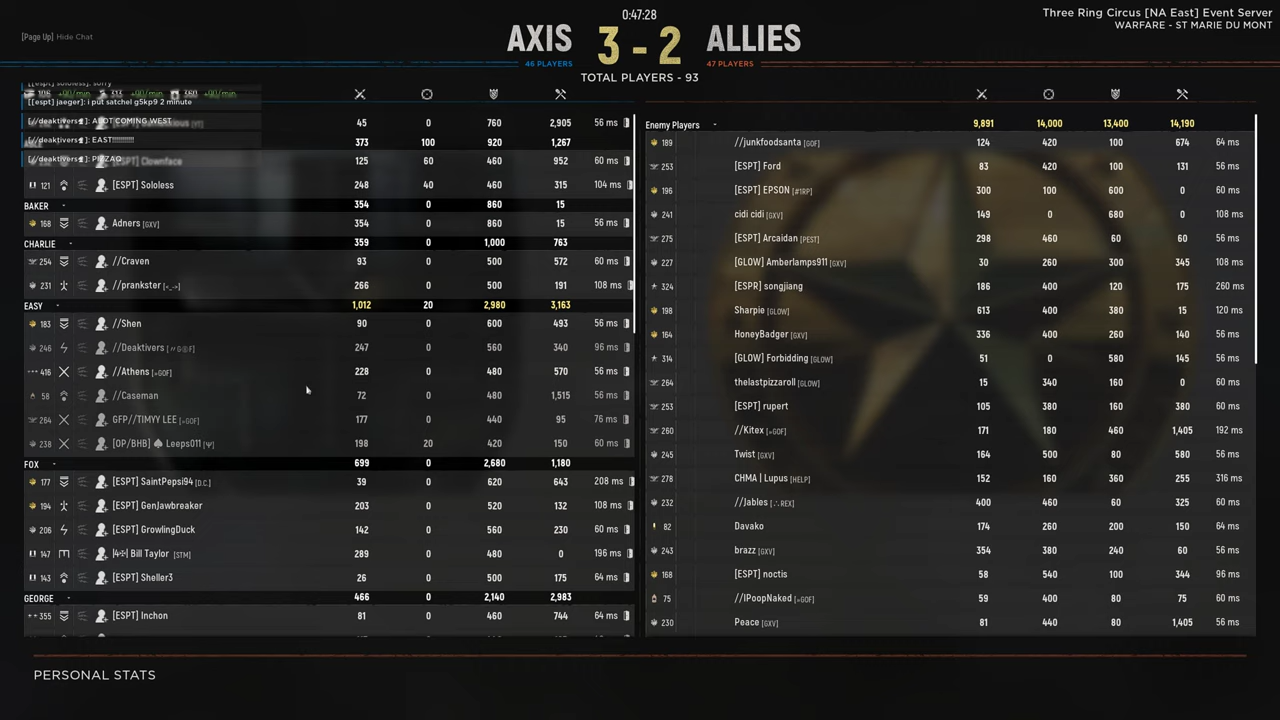 0:47:28
[Page Up] Hide Chat
AXIS 3 - 2 ALLIES
46 PLAYERS
47 PLAYERS
TOTAL PLAYERS - 93
Three Ring Circus [NA East] Event Server
WARFARE - ST MARIE DU MONT
[[espt] jaeger]: i put satchel g5kp9 2 minute
45 0 760 2,905 56 ms
373 100 920 1,267
[ESPT] Clownface 125 60 460 952 60 ms
121 [ESPT] Sololess 248 40 460 315 104 ms
BAKER - 354 0 860 15
168 Adners [GXV] 354 0 860 15 56 ms
CHARLIE - 359 0 1,000 763
254 //Craven 93 0 500 572 60 ms
231 //prankster [<_->] 266 0 500 191 108 ms
EASY - 1,012 20 2,980 3,163
183 //Shen 90 0 600 493 56 ms
246 //Deaktivers 247 0 560 340 96 ms
416 //Athens [»GOF] 228 0 480 570 56 ms
58 //Caseman 72 0 480 1,515 56 ms
264 GFP//TIMYY LEE [»GOF] 177 0 440 95 76 ms
238 [OP/BHB] ♠ Leeps011 [Ψ] 198 20 420 150 60 ms
FOX - 699 0 2,680 1,180
177 [ESPT] SaintPepsi94 [D.C.] 39 0 620 643 208 ms
194 [ESPT] GenJawbreaker 203 0 520 132 108 ms
206 [ESPT] GrowlingDuck 142 0 560 230 60 ms
147 Bill Taylor [STM] 289 0 480 0 196 ms
143 [ESPT] Sheller3 26 0 500 175 64 ms
GEORGE - 466 0 2,140 2,983
355 [ESPT] Inchon 81 0 460 744 64 ms
[//deaktivers]: EAST!!!!!!!!!!
Enemy Players - 9,891 14,000 13,400 14,190
189 //junkfoodsanta [GOF] 124 420 100 674 64 ms
253 [ESPT] Ford 83 420 100 131 56 ms
196 [ESPT] EPSON [#1RP] 300 100 600 0 60 ms
241 cidi cidi [GXV] 149 0 680 0 108 ms
275 [ESPT] Arcaidan [PEST] 298 460 60 60 56 ms
227 [GLOW] Amberlamps911 [GXV] 30 260 300 345 108 ms
324 [ESPR] songjiang 186 400 120 175 260 ms
198 Sharpie [GLOW] 613 400 380 15 120 ms
164 HoneyBadger [GXV] 336 400 260 140 56 ms
314 [GLOW] Forbidding [GLOW] 51 0 580 145 56 ms
264 thelastpizzaroll [GLOW] 15 340 160 0 60 ms
253 [ESPT] rupert 105 380 160 380 60 ms
260 //Kitex [»GOF] 171 180 460 1,405 192 ms
245 Twist [GXV] 164 500 80 580 56 ms
278 CHMA | Lupus [HELP] 152 160 360 255 316 ms
232 //Jables [∴REX] 400 460 60 325 60 ms
82 Davako 174 260 200 150 64 ms
243 brazz [GXV] 354 380 240 60 56 ms
168 [ESPT] noctis 58 540 100 344 96 ms
75 //IPoopNaked [»GOF] 59 400 80 75 60 ms
230 Peace [GXV] 81 440 80 1,405 56 ms
PERSONAL STATS